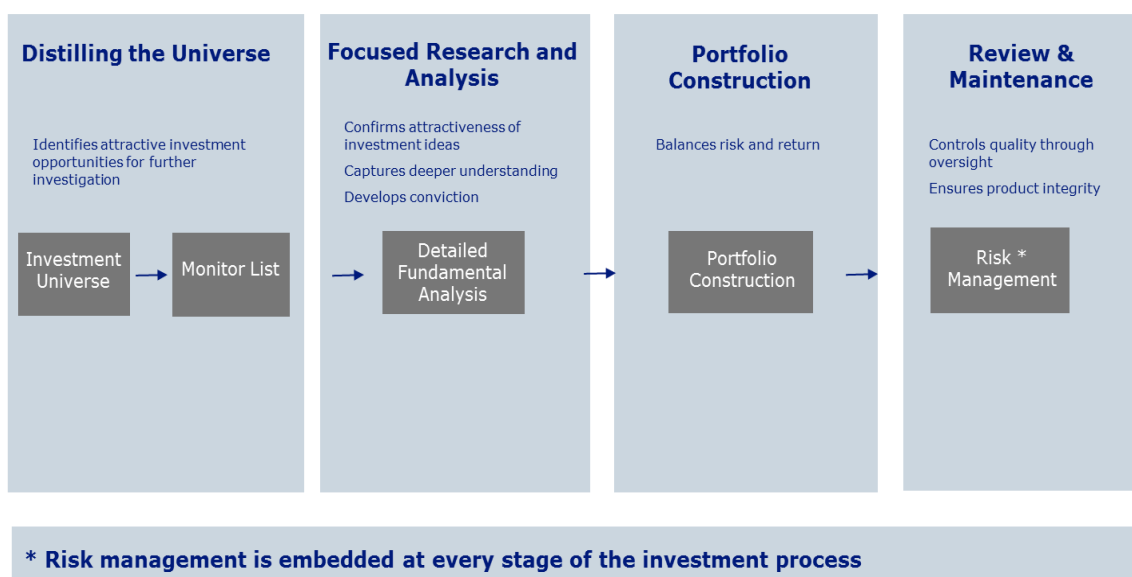 Distilling the Universe
Identifies attractive investment
opportunities for further
investigation
Investment
Universe
Monitor List
Focused Research and
Analysis
Confirms attractiveness of
investment ideas
Captures deeper understanding
Develops conviction
Detailed
Fundamental
Analysis
Portfolio
Construction
Balances risk and return
Portfolio
Construction
Review &
Maintenance
Controls quality through
oversight
Ensures product integrity
Risk *
Management
* Risk management is embedded at every stage of the investment process